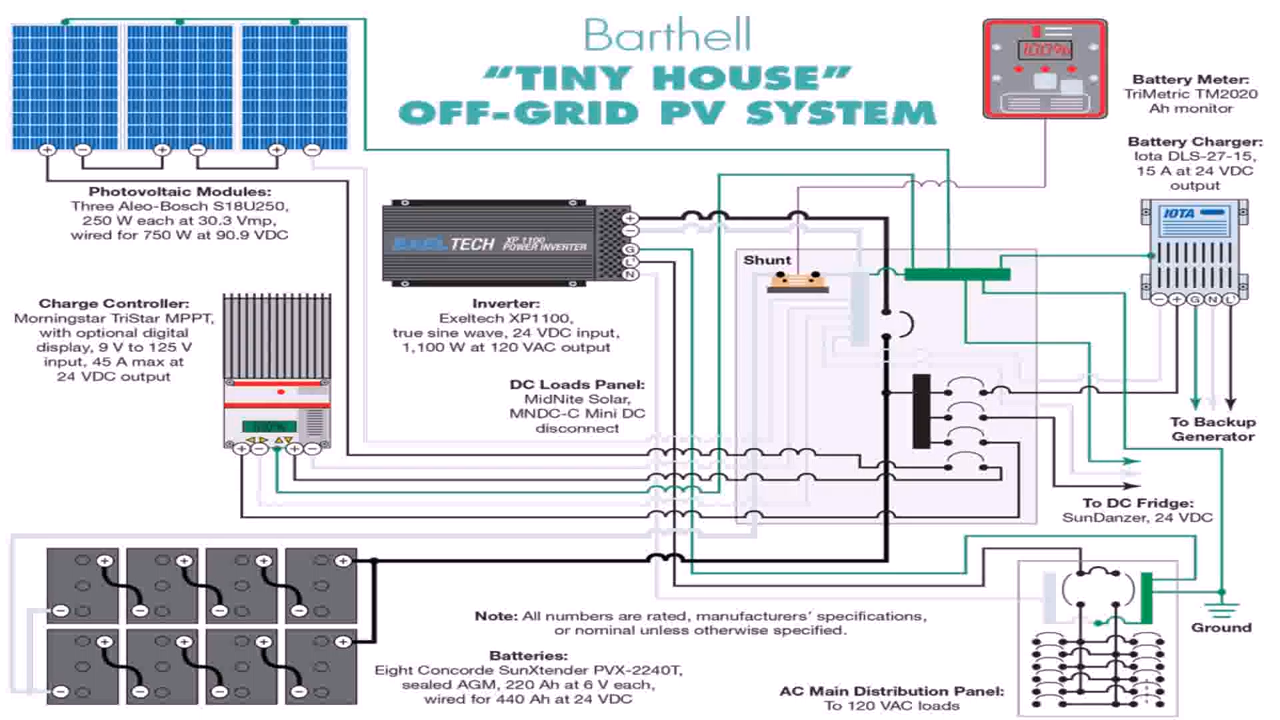 Barthell
“TINY HOUSE”
OFF-GRID PV SYSTEM
100%
Battery Meter:
TriMetric TM2020
Ah monitor
Battery Charger:
Iota DLS-27-15,
15 A at 24 VDC
output
IOTA
Photovoltaic Modules:
Three Aleo-Bosch S18U250,
250 W each at 30.3 Vmp,
wired for 750 W at 90.9 VDC
EXELTECH XP 1100
POWER INVERTER
G
L
N
Shunt
Inverter:
Exeltech XP1100,
true sine wave, 24 VDC input,
1,100 W at 120 VAC output
Charge Controller:
Morningstar TriStar MPPT,
with optional digital
display, 9 V to 125 V
input, 45 A max at
24 VDC output
100%
DC Loads Panel:
MidNite Solar,
MNDC-C Mini DC
disconnect
G N L
To Backup
Generator
To DC Fridge:
SunDanzer, 24 VDC
Note: All numbers are rated, manufacturers´ specifications,
or nominal unless otherwise specified.
Ground
Batteries:
Eight Concorde SunXtender PVX-2240T,
sealed AGM, 220 Ah at 6 V each,
wired for 440 Ah at 24 VDC
AC Main Distribution Panel:
To 120 VAC loads